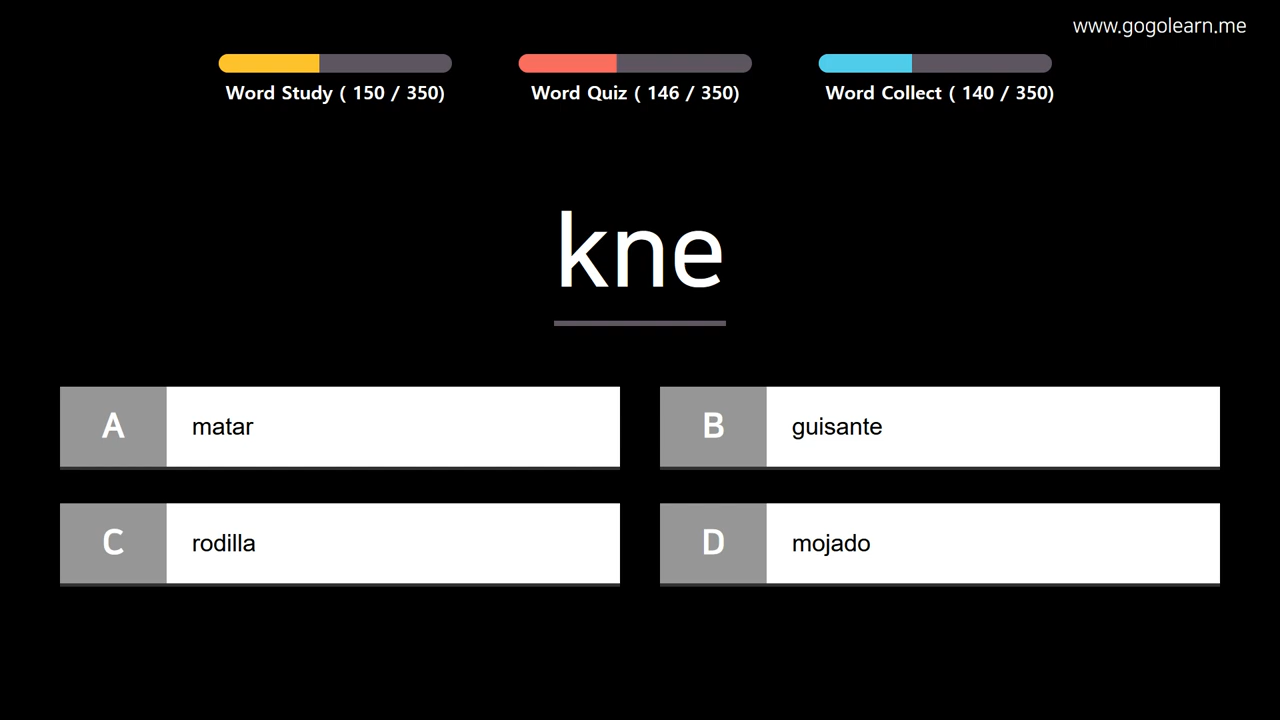 www.gogolearn.me
Word Study ( 150 / 350)
Word Quiz ( 146 / 350)
Word Collect ( 140 / 350)
kne
A matar
B guisante
C rodilla
D mojado